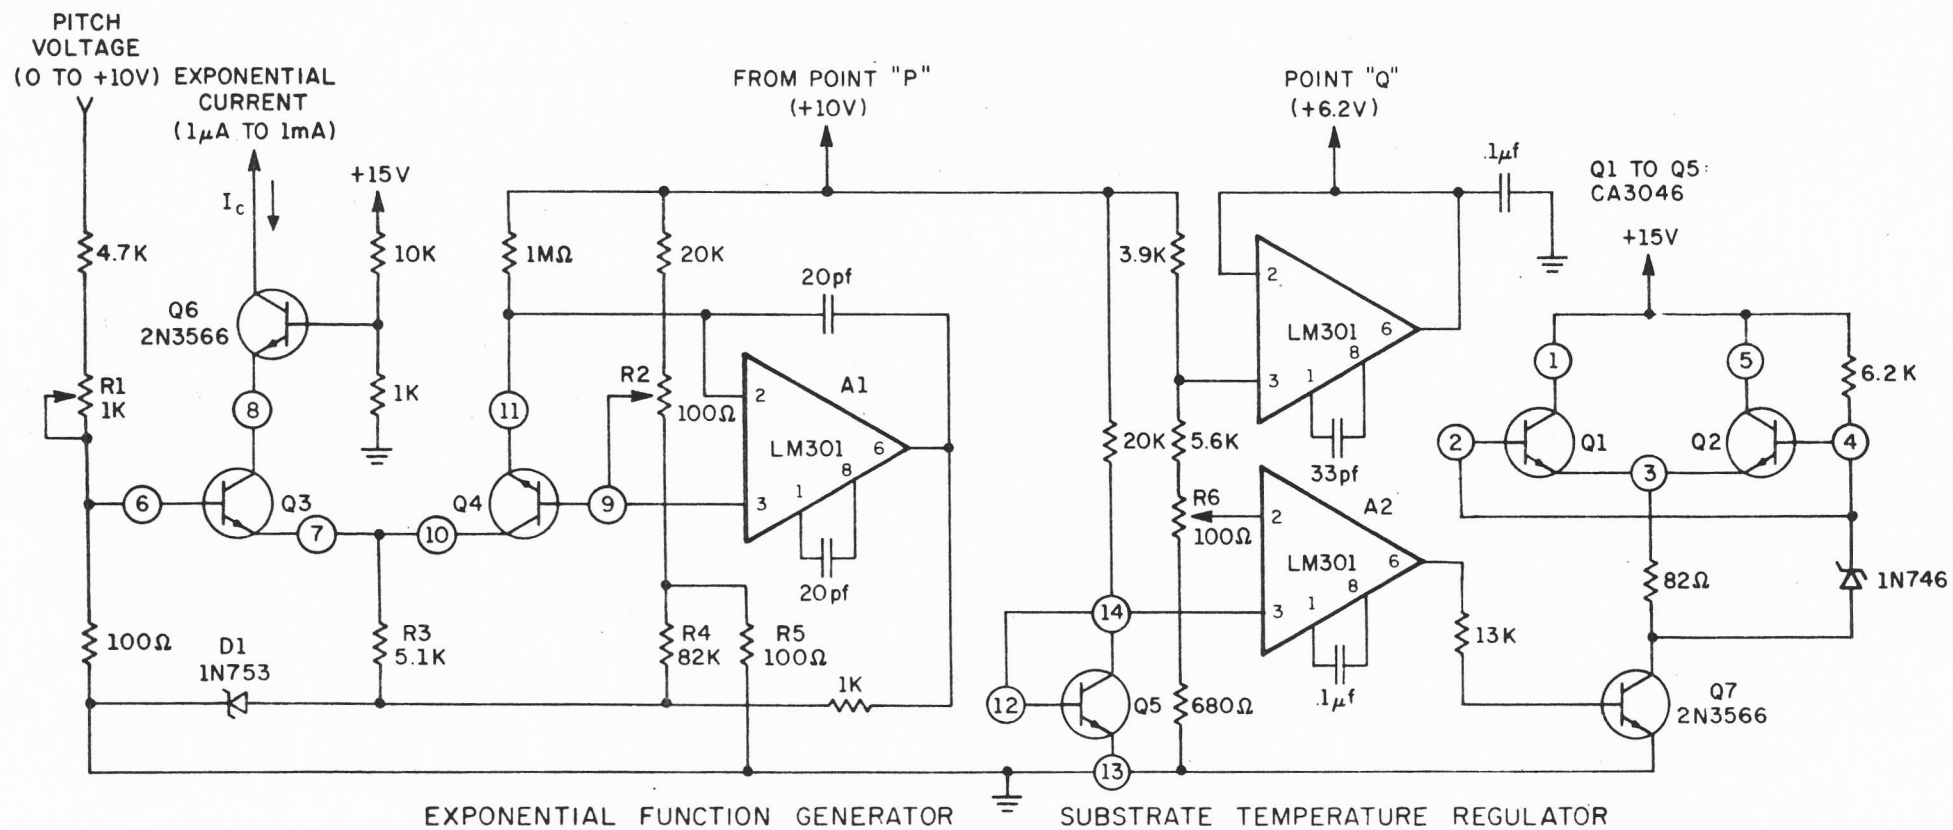 PITCH
VOLTAGE
(0 TO +10V)
EXPONENTIAL
CURRENT
(1μA TO 1mA)
FROM POINT "P"
(+10V)
POINT "Q"
(+6.2V)
.1μf
Q1 TO Q5:
CA3046
+15V
Ic
+15V
4.7K
10K
1MΩ
20K
20pf
3.9K
2
LM301
6
8
1
3
33pf
Q6
2N3566
R1
1K
1K
8
11
R2
100Ω
2
A1
LM301
6
8
1
3
20pf
20K
5.6K
1
5
6.2K
2
Q1
Q2
4
3
6
Q3
7
10
Q4
9
R6
100Ω
2
A2
LM301
6
8
1
3
.1μf
82Ω
1N746
14
13K
100Ω
D1
1N753
R3
5.1K
R4
82K
R5
100Ω
1K
12
Q5
680Ω
Q7
2N3566
13
EXPONENTIAL FUNCTION GENERATOR
SUBSTRATE TEMPERATURE REGULATOR